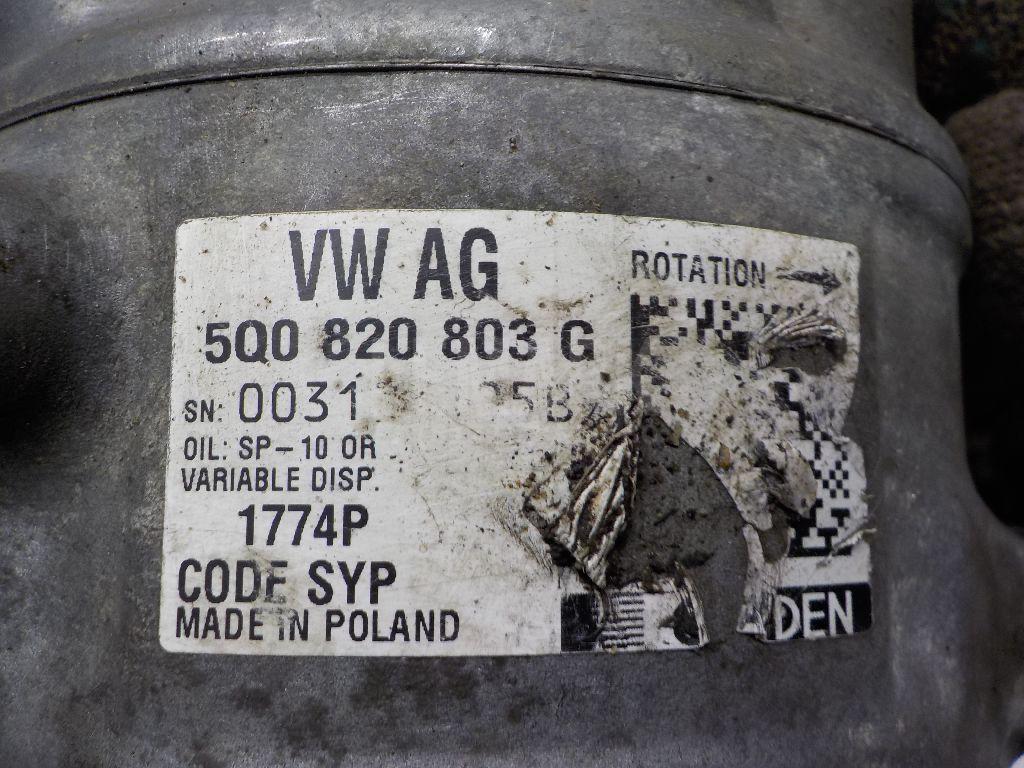 VW AG
ROTATION
5Q0 820 803 G
SN: 0031 5B
OIL: SP-10 OR
VARIABLE DISP.
1774P
CODE SYP
MADE IN POLAND
DEN